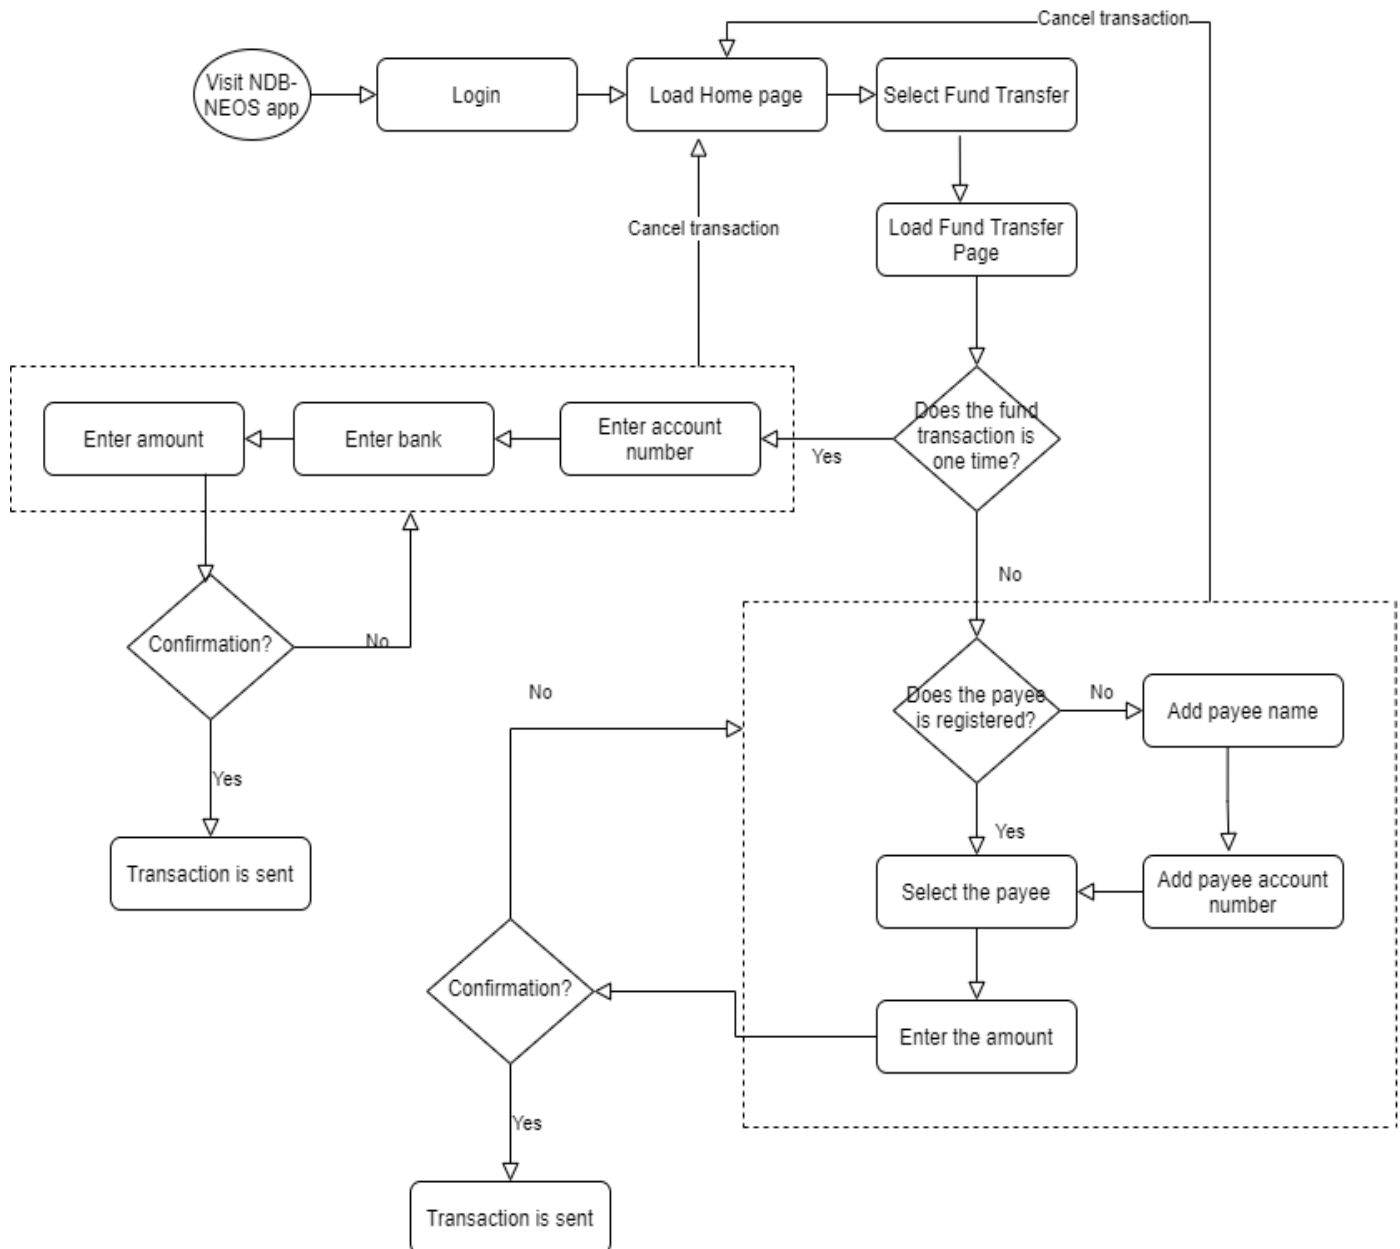 Cancel transaction
Visit NDB-
NEOS app
Login
Load Home page
Select Fund Transfer
Cancel transaction
Load Fund Transfer
Page
Enter amount
Enter bank
Enter account
number
Yes
Does the fund
transaction is
one time?
No
Confirmation?
No
Yes
Transaction is sent
No
Does the payee
is registered?
No
Add payee name
Yes
Select the payee
Add payee account
number
Confirmation?
Enter the amount
Yes
Transaction is sent